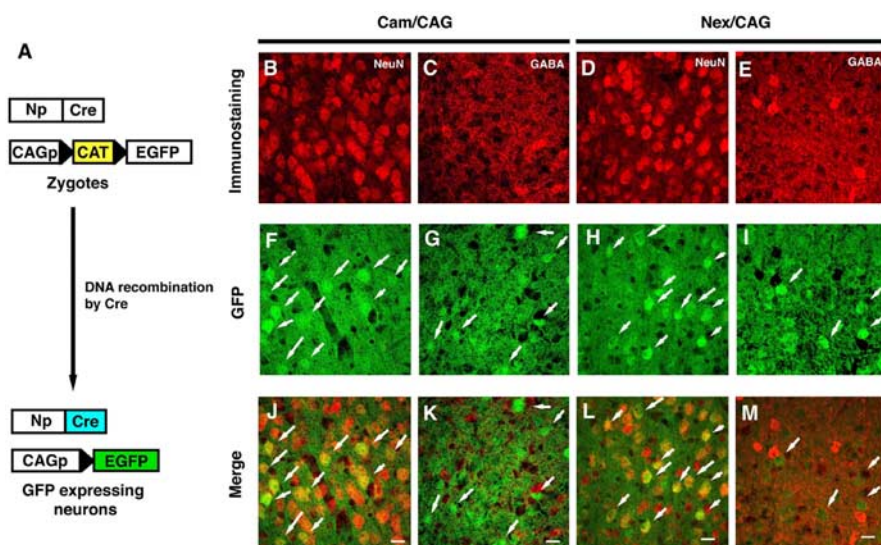 Cam/CAG
Nex/CAG
A
Np Cre
CAGp CAT EGFP
Zygotes
DNA recombination
by Cre
Np Cre
CAGp EGFP
GFP expressing
neurons
Immunostaining
B NeuN
C GABA
D NeuN
E GABA
GFP
F
G
H
I
Merge
J
K
L
M